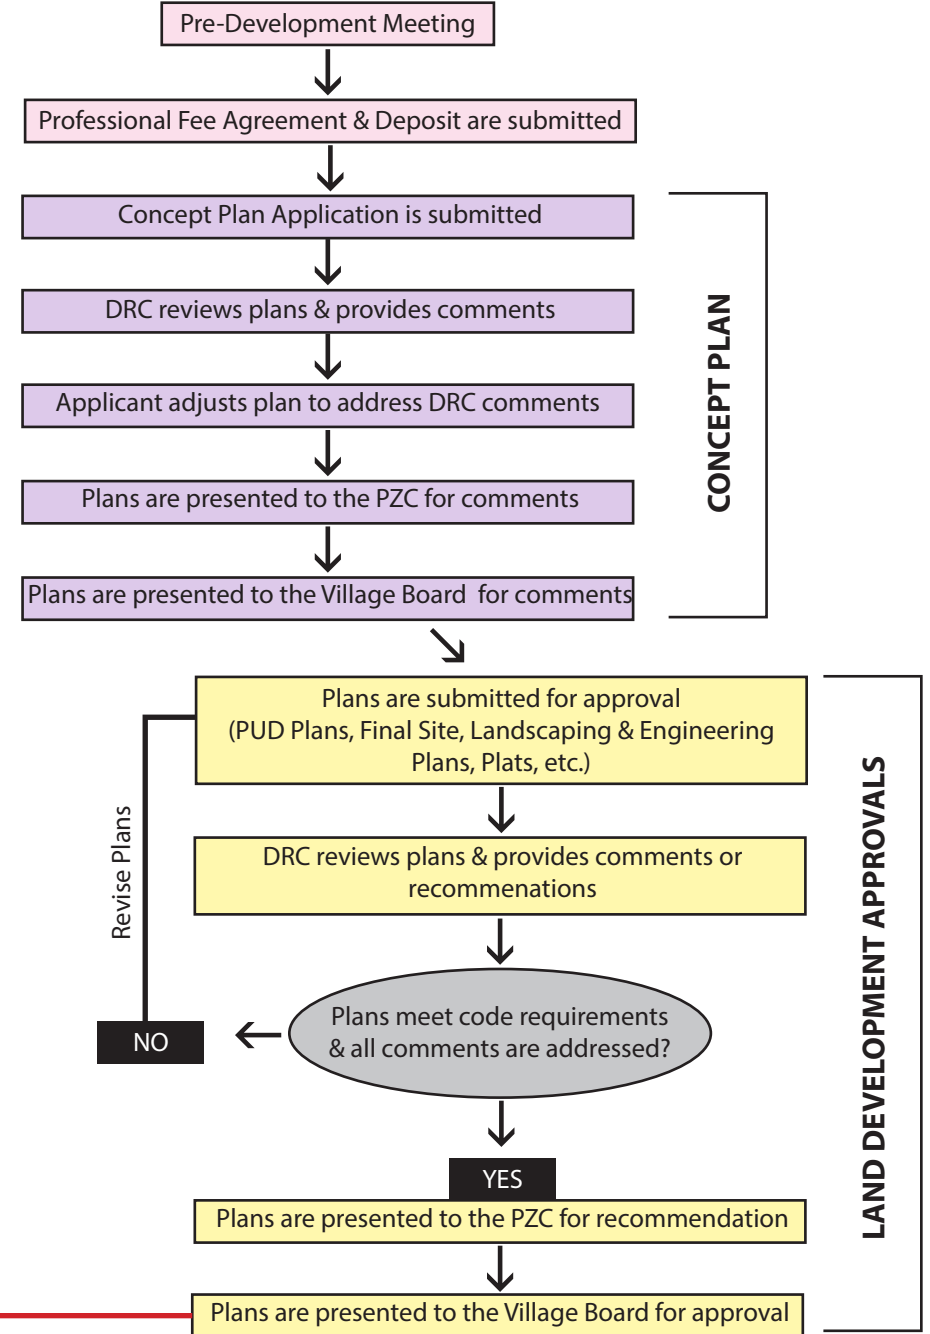 Pre-Development Meeting
Professional Fee Agreement & Deposit are submitted
Concept Plan Application is submitted
DRC reviews plans & provides comments
Applicant adjusts plan to address DRC comments
Plans are presented to the PZC for comments
Plans are presented to the Village Board for comments
CONCEPT PLAN
Plans are submitted for approval
(PUD Plans, Final Site, Landscaping & Engineering
Plans, Plats, etc.)
DRC reviews plans & provides comments or
recommenations
Revise Plans
Plans meet code requirements
& all comments are addressed?
NO
YES
Plans are presented to the PZC for recommendation
Plans are presented to the Village Board for approval
LAND DEVELOPMENT APPROVALS